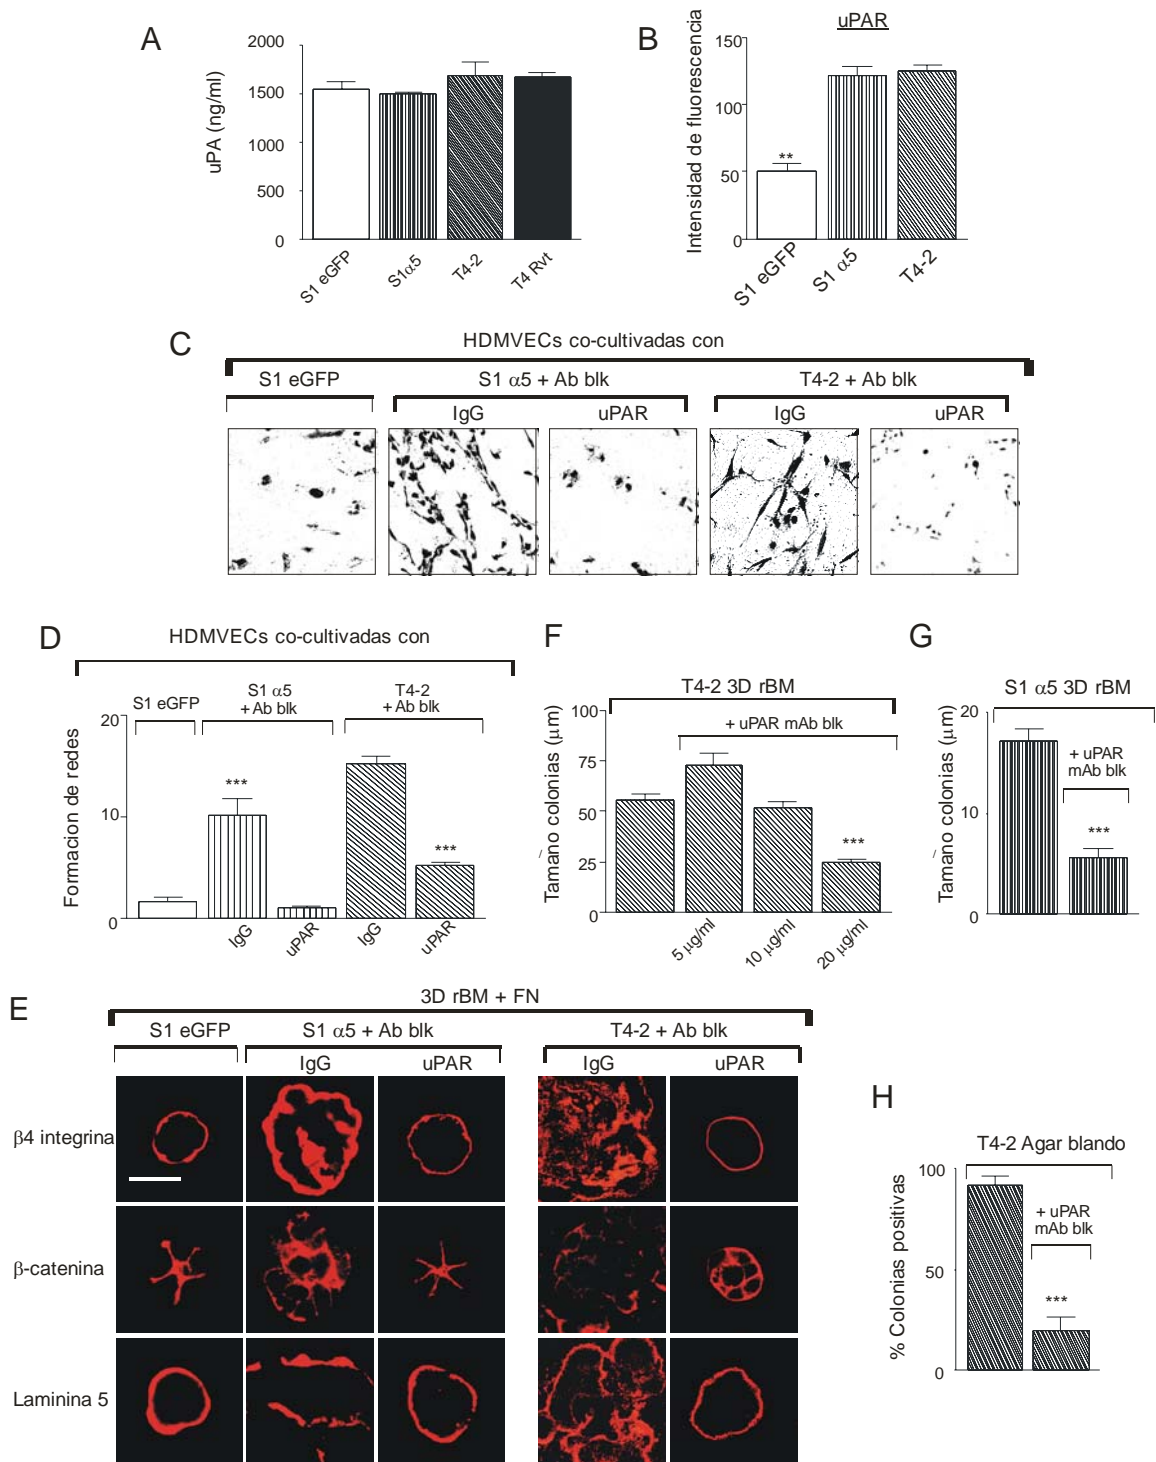 A
uPA (ng/ml)
2000
1500
1000
500
0
S1 eGFP
S1α5
T4-2
T4 Rvt
B
uPAR
Intensidad de fluorescencia
150
100
50
0
**
S1 eGFP
S1 α5
T4-2
C
HDMVECs co-cultivadas con
S1 eGFP
S1 α5 + Ab blk
T4-2 + Ab blk
IgG
uPAR
IgG
uPAR
D
HDMVECs co-cultivadas con
S1 eGFP
S1 α5
+ Ab blk
T4-2
+ Ab blk
Formacion de redes
20
10
0
***
***
IgG
uPAR
IgG
uPAR
F
T4-2 3D rBM
+ uPAR mAb blk
Tamano colonias (μm)
100
75
50
25
0
***
5 μg/ml
10 μg/ml
20 μg/ml
G
S1 α5 3D rBM
+ uPAR
mAb blk
Tamano colonias (μm)
20
10
0
***
E
3D rBM + FN
S1 eGFP
S1 α5 + Ab blk
T4-2 + Ab blk
IgG
uPAR
IgG
uPAR
β4 integrina
β-catenina
Laminina 5
H
T4-2 Agar blando
+ uPAR
mAb blk
% Colonias positivas
100
50
0
***